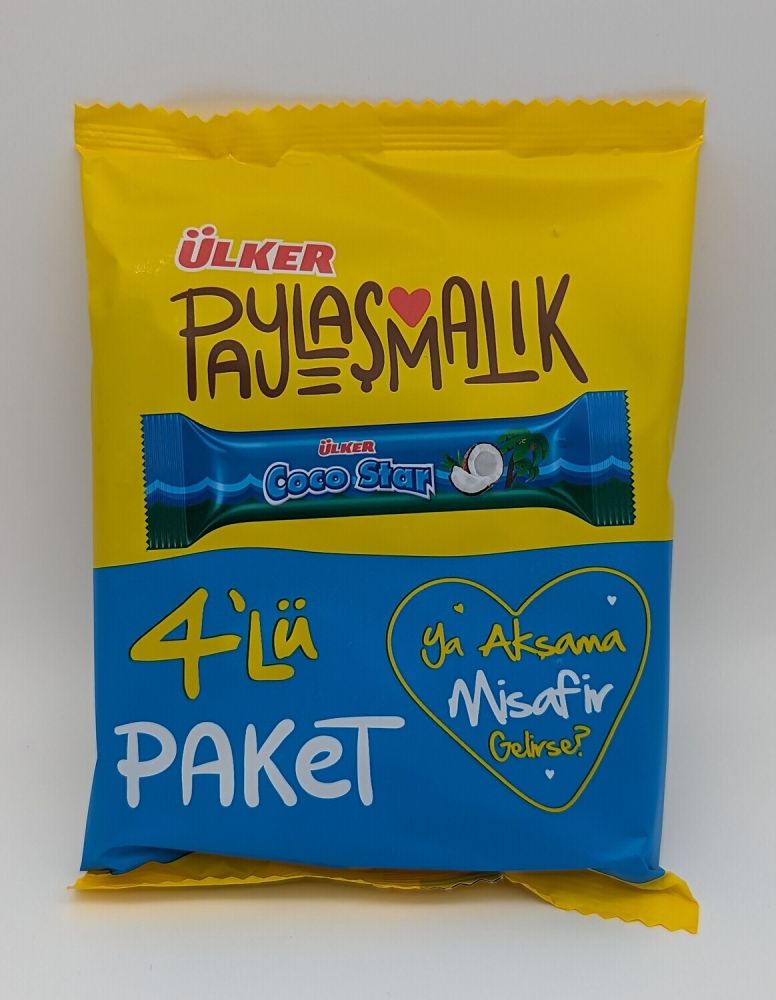 ÜLKER
PAYLAŞMALIK
ÜLKER
Coco Star
4'LÜ
PAKeT
Ya Akşama
Misafir
Gelirse?